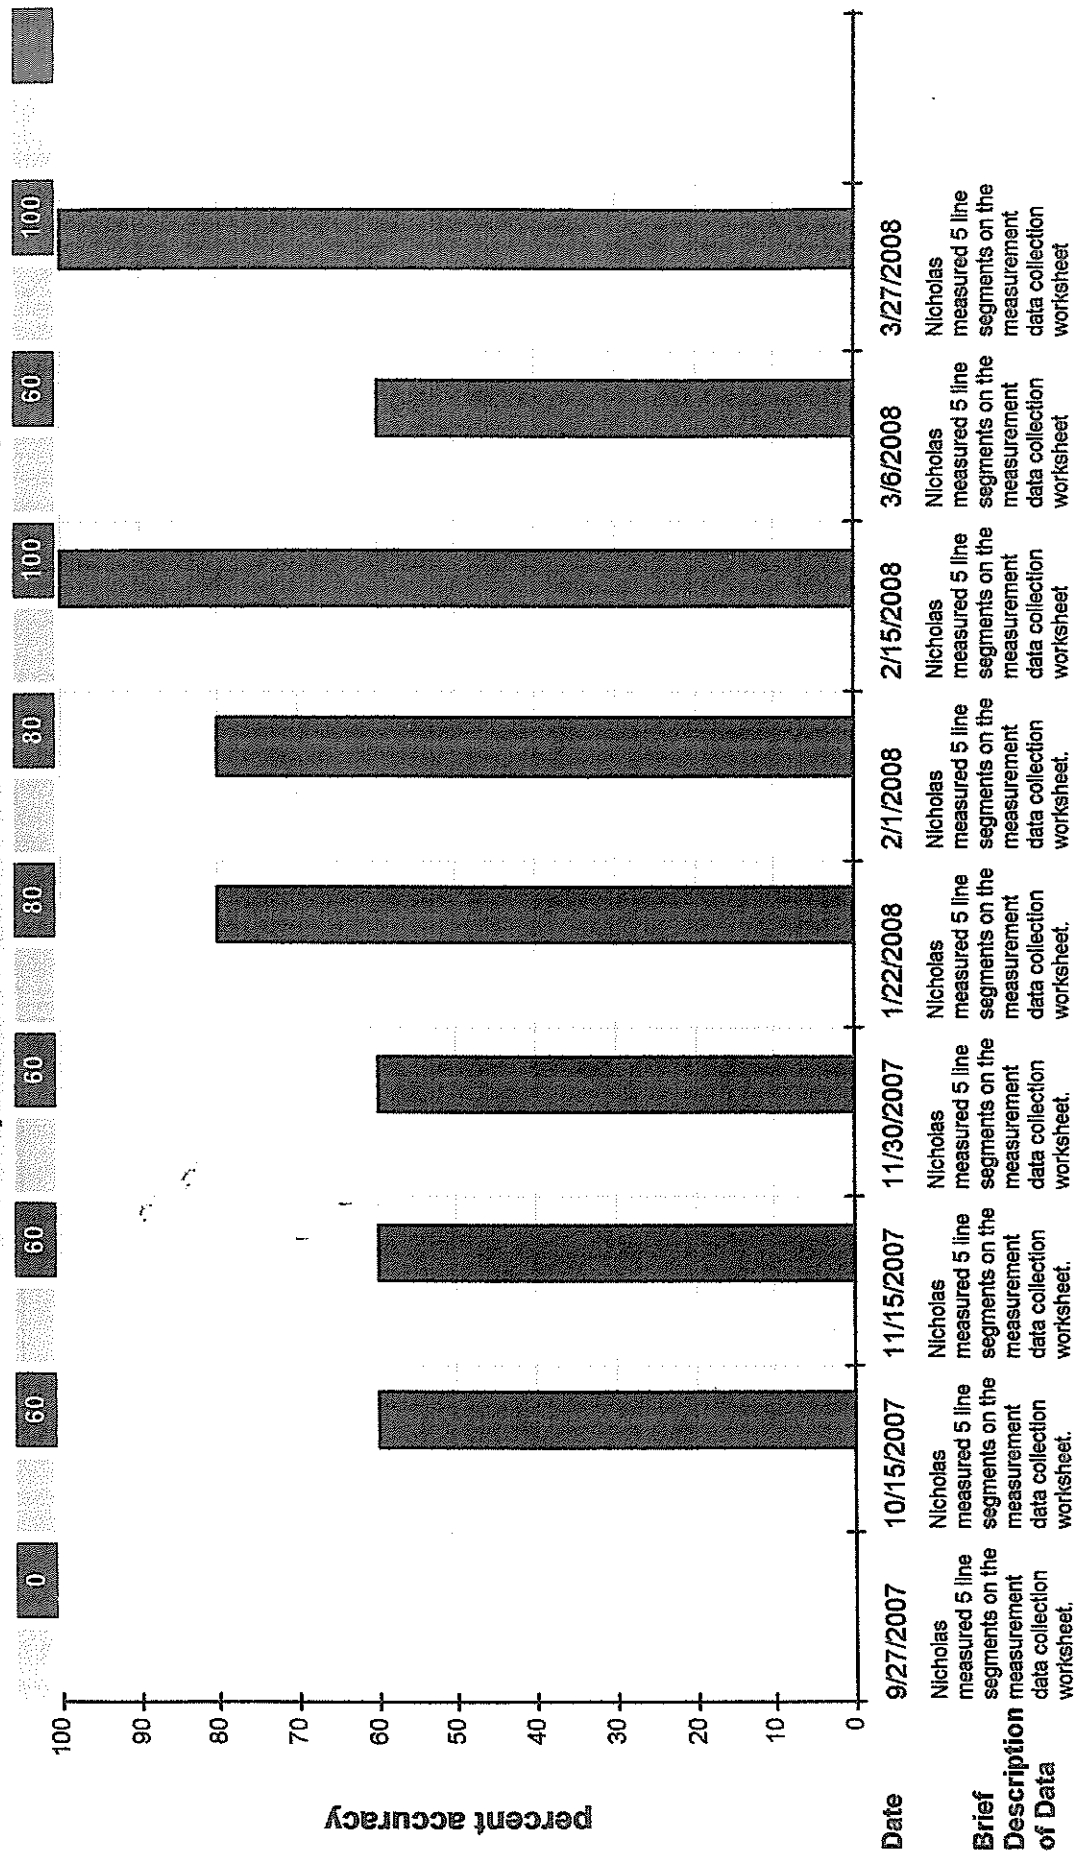 0 60 60 60 80 80 100 60 100
100
90
80
70
60
50
40
30
20
10
0
percent accuracy
Date
9/27/2007 10/15/2007 11/15/2007 11/30/2007 1/22/2008 2/1/2008 2/15/2008 3/6/2008 3/27/2008
Brief
Description
of Data
Nicholas
measured 5 line
segments on the
measurement
data collection
worksheet.
Nicholas
measured 5 line
segments on the
measurement
data collection
worksheet.
Nicholas
measured 5 line
segments on the
measurement
data collection
worksheet.
Nicholas
measured 5 line
segments on the
measurement
data collection
worksheet.
Nicholas
measured 5 line
segments on the
measurement
data collection
worksheet.
Nicholas
measured 5 line
segments on the
measurement
data collection
worksheet.
Nicholas
measured 5 line
segments on the
measurement
data collection
worksheet
Nicholas
measured 5 line
segments on the
measurement
data collection
worksheet
Nicholas
measured 5 line
segments on the
measurement
data collection
worksheet